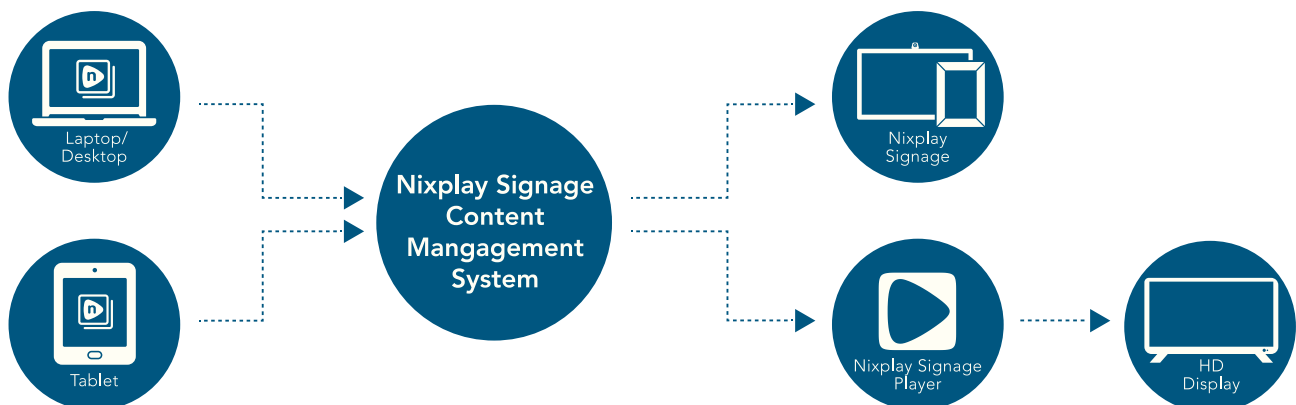 n
Laptop/
Desktop
n
Tablet
Nixplay Signage
Content
Mangagement
System
Nixplay
Signage
Nixplay Signage
Player
HD
Display